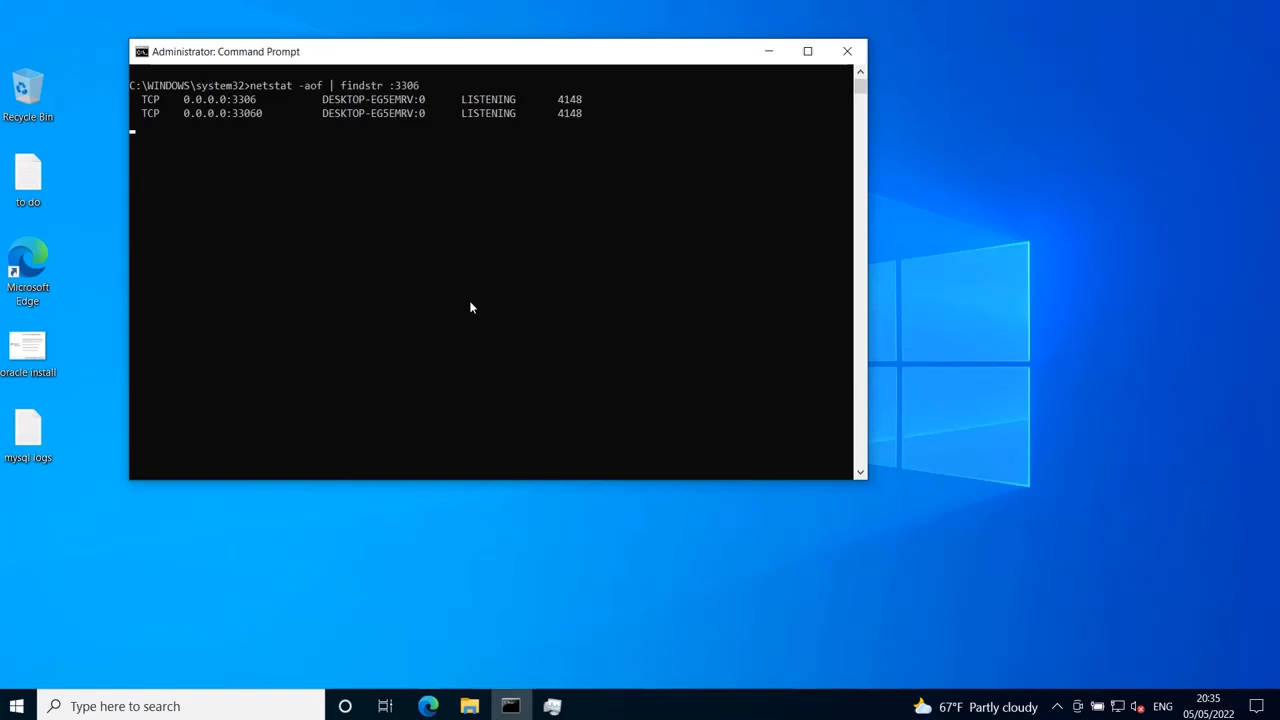 Administrator: Command Prompt
C:\WINDOWS\system32>netstat -aof | findstr :3306
TCP 0.0.0.0:3306 DESKTOP-EG5EMRV:0 LISTENING 4148
TCP 0.0.0.0:33060 DESKTOP-EG5EMRV:0 LISTENING 4148
Recycle Bin
to do
Microsoft
Edge
oracle install
mysql logs
Type here to search
67°F Partly cloudy
ENG
20:35
05/05/2022